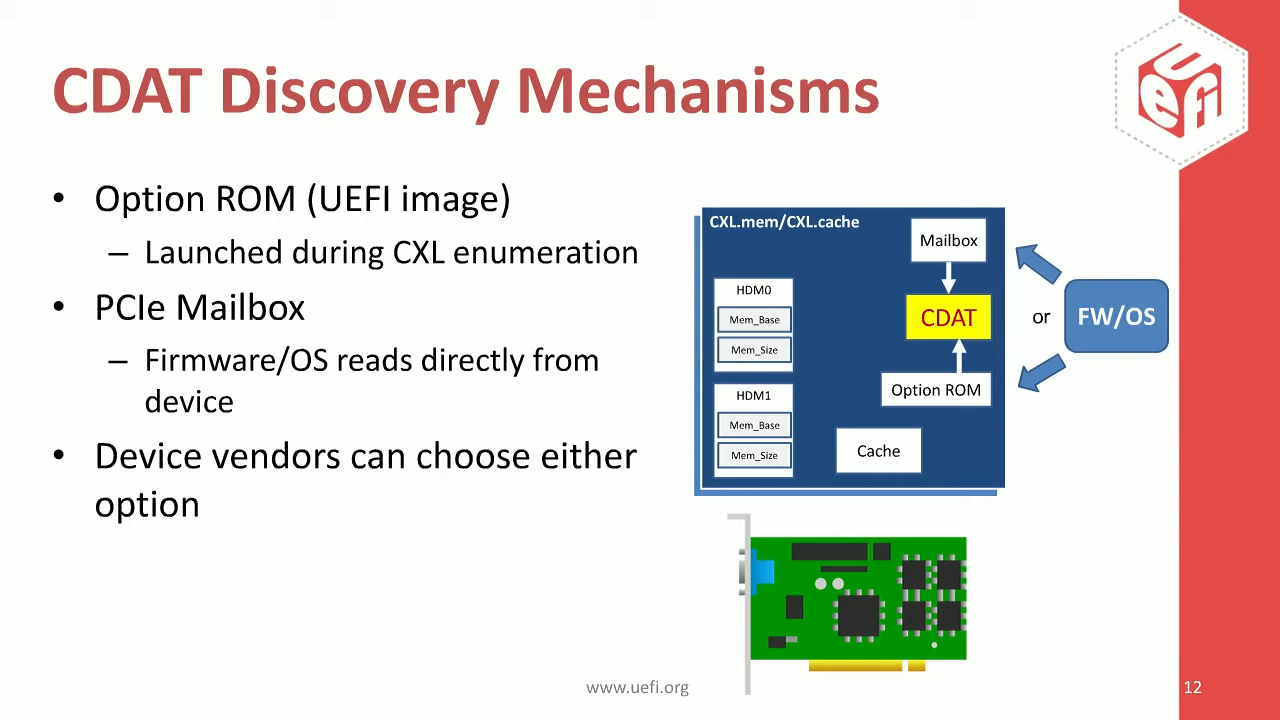 CDAT Discovery Mechanisms
UEFI
• Option ROM (UEFI image)
– Launched during CXL enumeration
• PCIe Mailbox
– Firmware/OS reads directly from
device
• Device vendors can choose either
option
CXL.mem/CXL.cache
Mailbox
HDM0
Mem_Base
Mem_Size
CDAT
or
FW/OS
Option ROM
HDM1
Mem_Base
Mem_Size
Cache
www.uefi.org
12